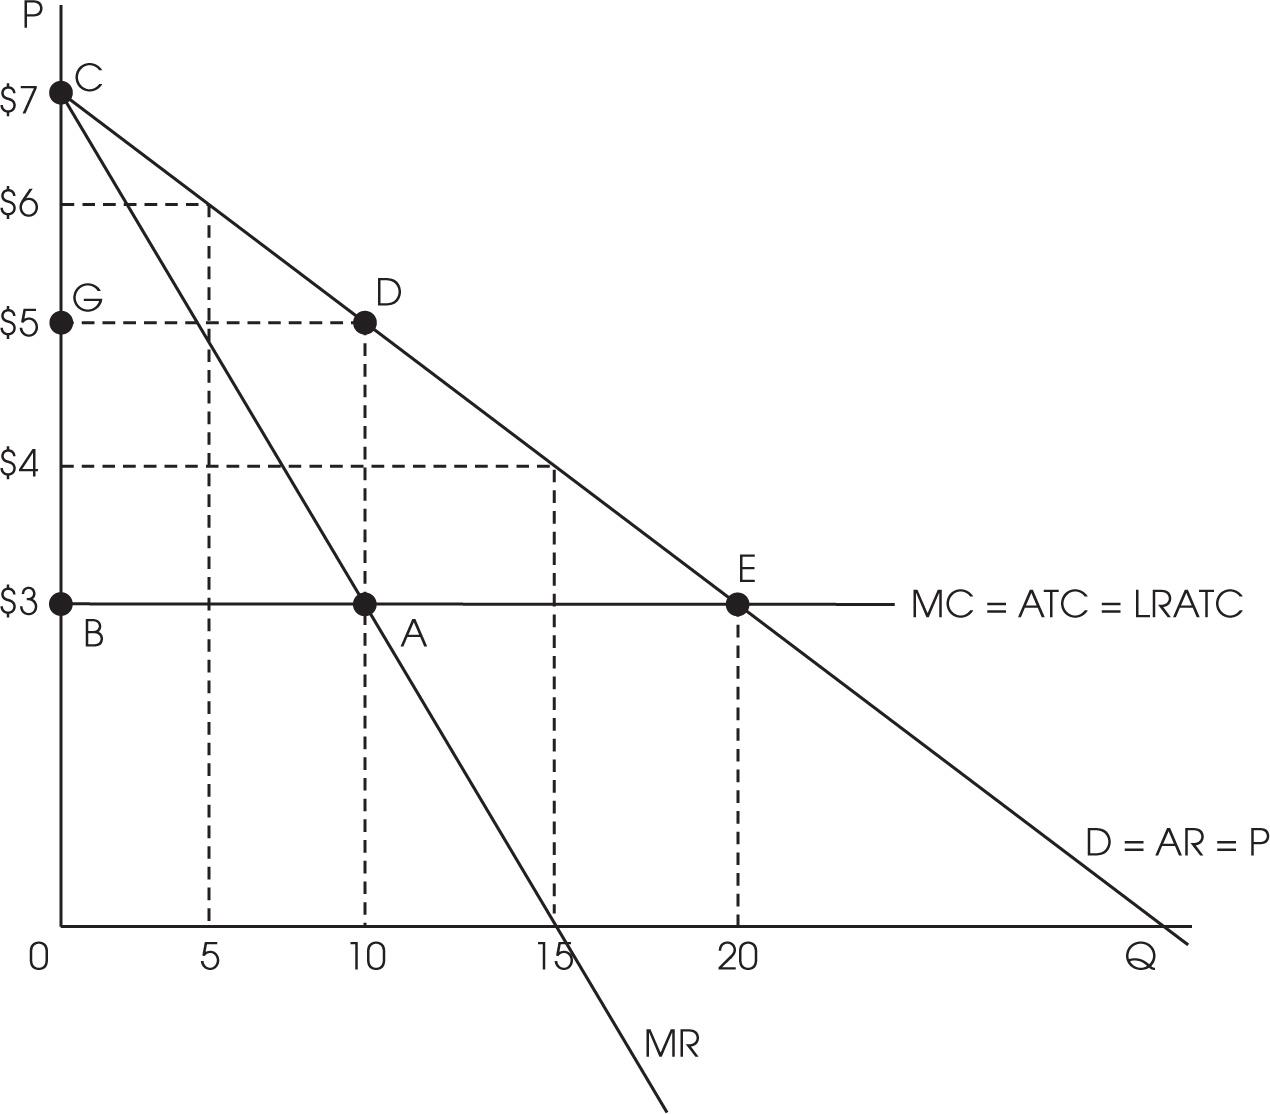 P
C
$7
$6
G
D
$5
$4
E
$3
MC = ATC = LRATC
B
A
D = AR = P
0
5
10
15
20
Q
MR